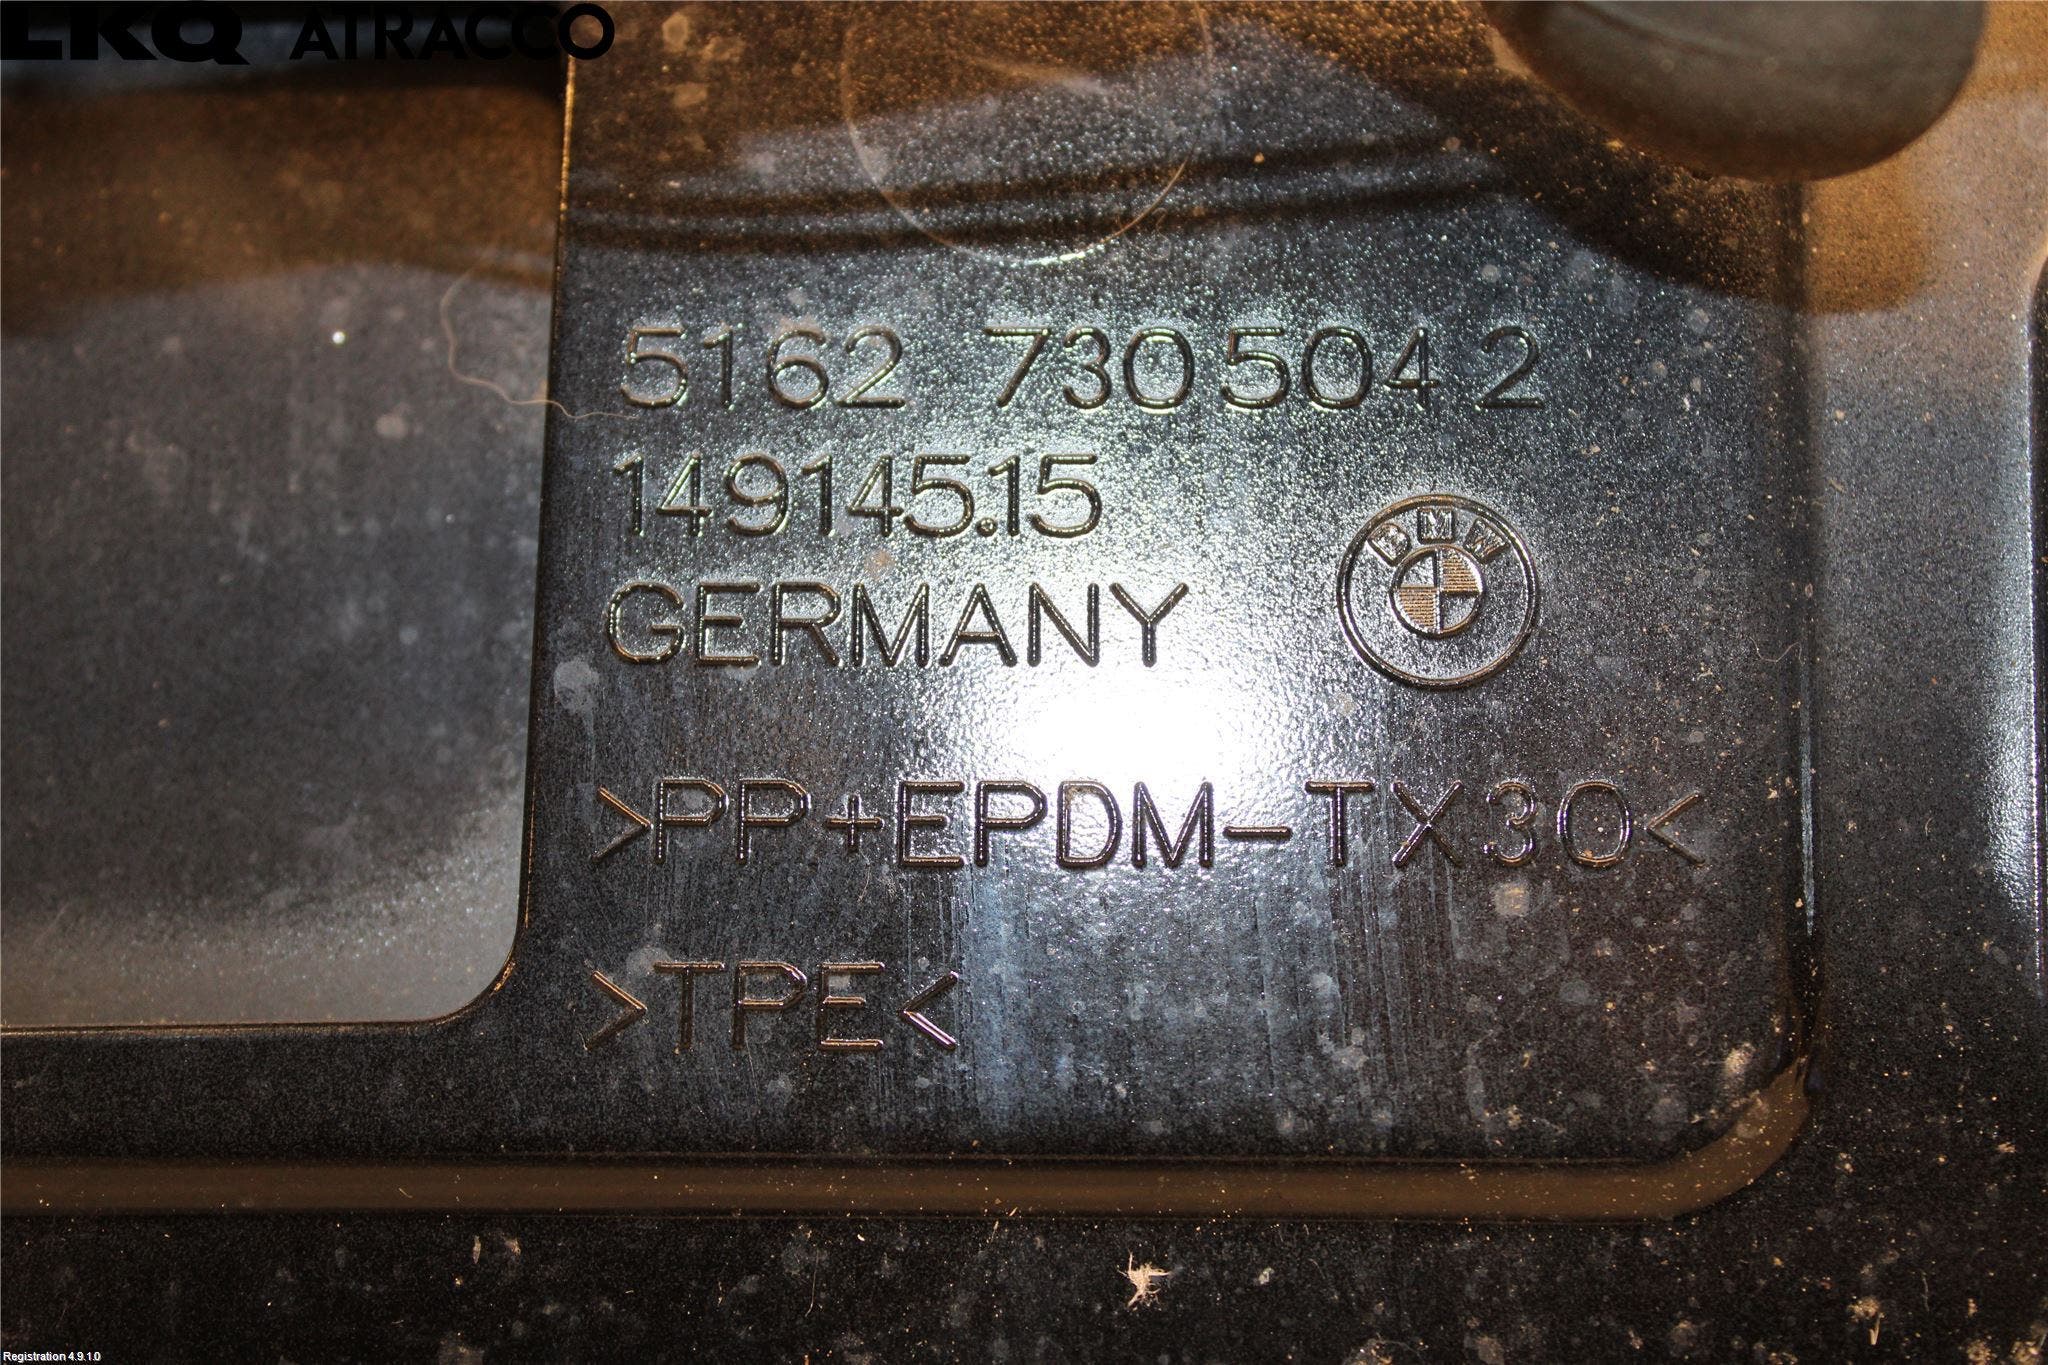 LKQ ATRACCO
5162 7305042
149145.15
GERMANY
BMW
>PP+EPDM-TX30<
>TPE<
Registration 4.9.1.0